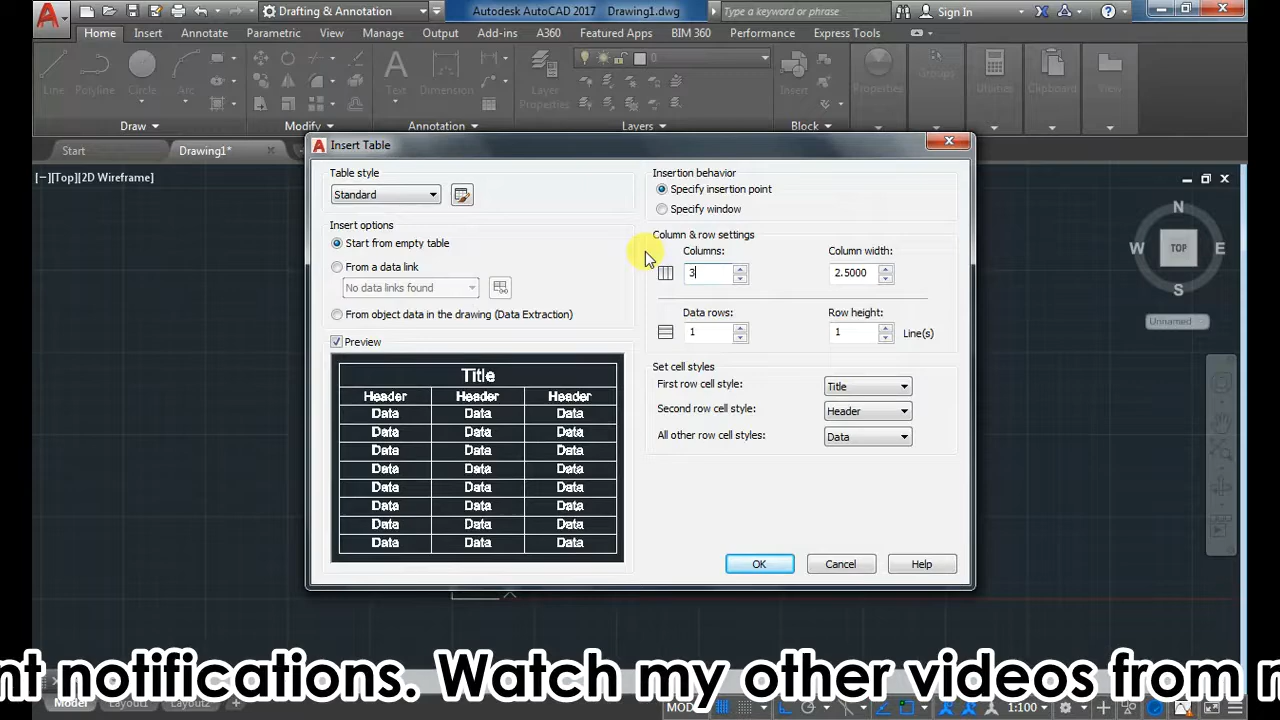 Drafting & Annotation
Autodesk AutoCAD 2017 Drawing1.dwg
Type a keyword or phrase
Sign In
Home Insert Annotate Parametric View Manage Output Add-ins A360 Featured Apps BIM 360 Performance Express Tools
Line Polyline Circle Arc Text Dimension Layer Properties 0 Insert Properties Groups Utilities Clipboard View
Draw Modify Annotation Layers Block
Start Drawing1*
[−][Top][2D Wireframe]
Insert Table
Table style
Standard
Insert options
Start from empty table
From a data link
No data links found
From object data in the drawing (Data Extraction)
Preview
Title
Header Header Header
Data Data Data
Data Data Data
Data Data Data
Data Data Data
Data Data Data
Data Data Data
Data Data Data
Data Data Data
Insertion behavior
Specify insertion point
Specify window
Column & row settings
Columns: Column width:
3 2.5000
Data rows: Row height:
1 1 Line(s)
Set cell styles
First row cell style: Title
Second row cell style: Header
All other row cell styles: Data
OK Cancel Help
N
W TOP E
S
Unnamed
nt notifications. Watch my other videos from
Model Layout1 Layout2 +
MOD 1:100